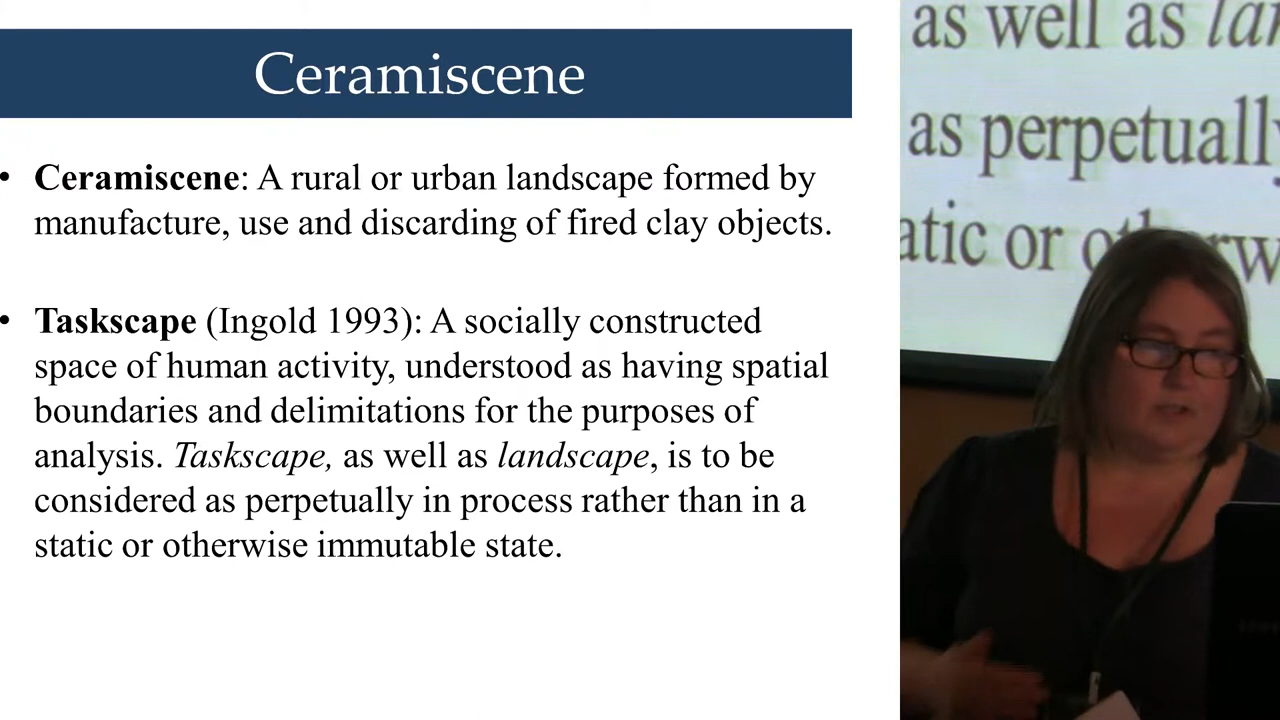 Ceramiscene
• Ceramiscene: A rural or urban landscape formed by
manufacture, use and discarding of fired clay objects.
• Taskscape (Ingold 1993): A socially constructed
space of human activity, understood as having spatial
boundaries and delimitations for the purposes of
analysis. Taskscape, as well as landscape, is to be
considered as perpetually in process rather than in a
static or otherwise immutable state.
as well as
as perpetually
or